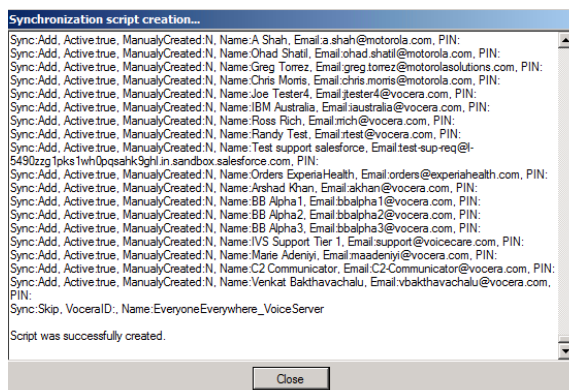 Synchronization script creation...
Sync:Add, Active:true, ManualyCreated:N, Name:A Shah, Email:a.shah@motorola.com, PIN:
Sync:Add, Active:true, ManualyCreated:N, Name:Ohad Shatil, Email:ohad.shatil@motorola.com, PIN:
Sync:Add, Active:true, ManualyCreated:N, Name:Greg Torrez, Email:greg.torrez@motorolasolutions.com, PIN:
Sync:Add, Active:true, ManualyCreated:N, Name:Chris Morris, Email:chris.morris@motorola.com, PIN:
Sync:Add, Active:true, ManualyCreated:N, Name:Joe Tester4, Email:jtester4@vocera.com, PIN:
Sync:Add, Active:true, ManualyCreated:N, Name:IBM Australia, Email:iaustralia@vocera.com, PIN:
Sync:Add, Active:true, ManualyCreated:N, Name:Ross Rich, Email:rrich@vocera.com, PIN:
Sync:Add, Active:true, ManualyCreated:N, Name:Randy Test, Email:rtest@vocera.com, PIN:
Sync:Add, Active:true, ManualyCreated:N, Name:Test support salesforce, Email:test-sup-req@l-
5490zzg1pks1wh0pqsahk9ghl.in.sandbox.salesforce.com, PIN:
Sync:Add, Active:true, ManualyCreated:N, Name:Orders ExperiaHealth, Email:orders@experiahealth.com, PIN:
Sync:Add, Active:true, ManualyCreated:N, Name:Arshad Khan, Email:akhan@vocera.com, PIN:
Sync:Add, Active:true, ManualyCreated:N, Name:BB Alpha1, Email:bbalpha1@vocera.com, PIN:
Sync:Add, Active:true, ManualyCreated:N, Name:BB Alpha2, Email:bbalpha2@vocera.com, PIN:
Sync:Add, Active:true, ManualyCreated:N, Name:BB Alpha3, Email:bbalpha3@vocera.com, PIN:
Sync:Add, Active:true, ManualyCreated:N, Name:IVS Support Tier 1, Email:support@voicecare.com, PIN:
Sync:Add, Active:true, ManualyCreated:N, Name:Marie Adeniyi, Email:maadeniyi@vocera.com, PIN:
Sync:Add, Active:true, ManualyCreated:N, Name:C2 Communicator, Email:C2-Communicator@vocera.com, PIN:
Sync:Add, Active:true, ManualyCreated:N, Name:Venkat Bakthavachalu, Email:vbakthavachalu@vocera.com,
PIN:
Sync:Skip, VoceraID:, Name:EveryoneEverywhere_VoiceServer
Script was successfully created.
Close